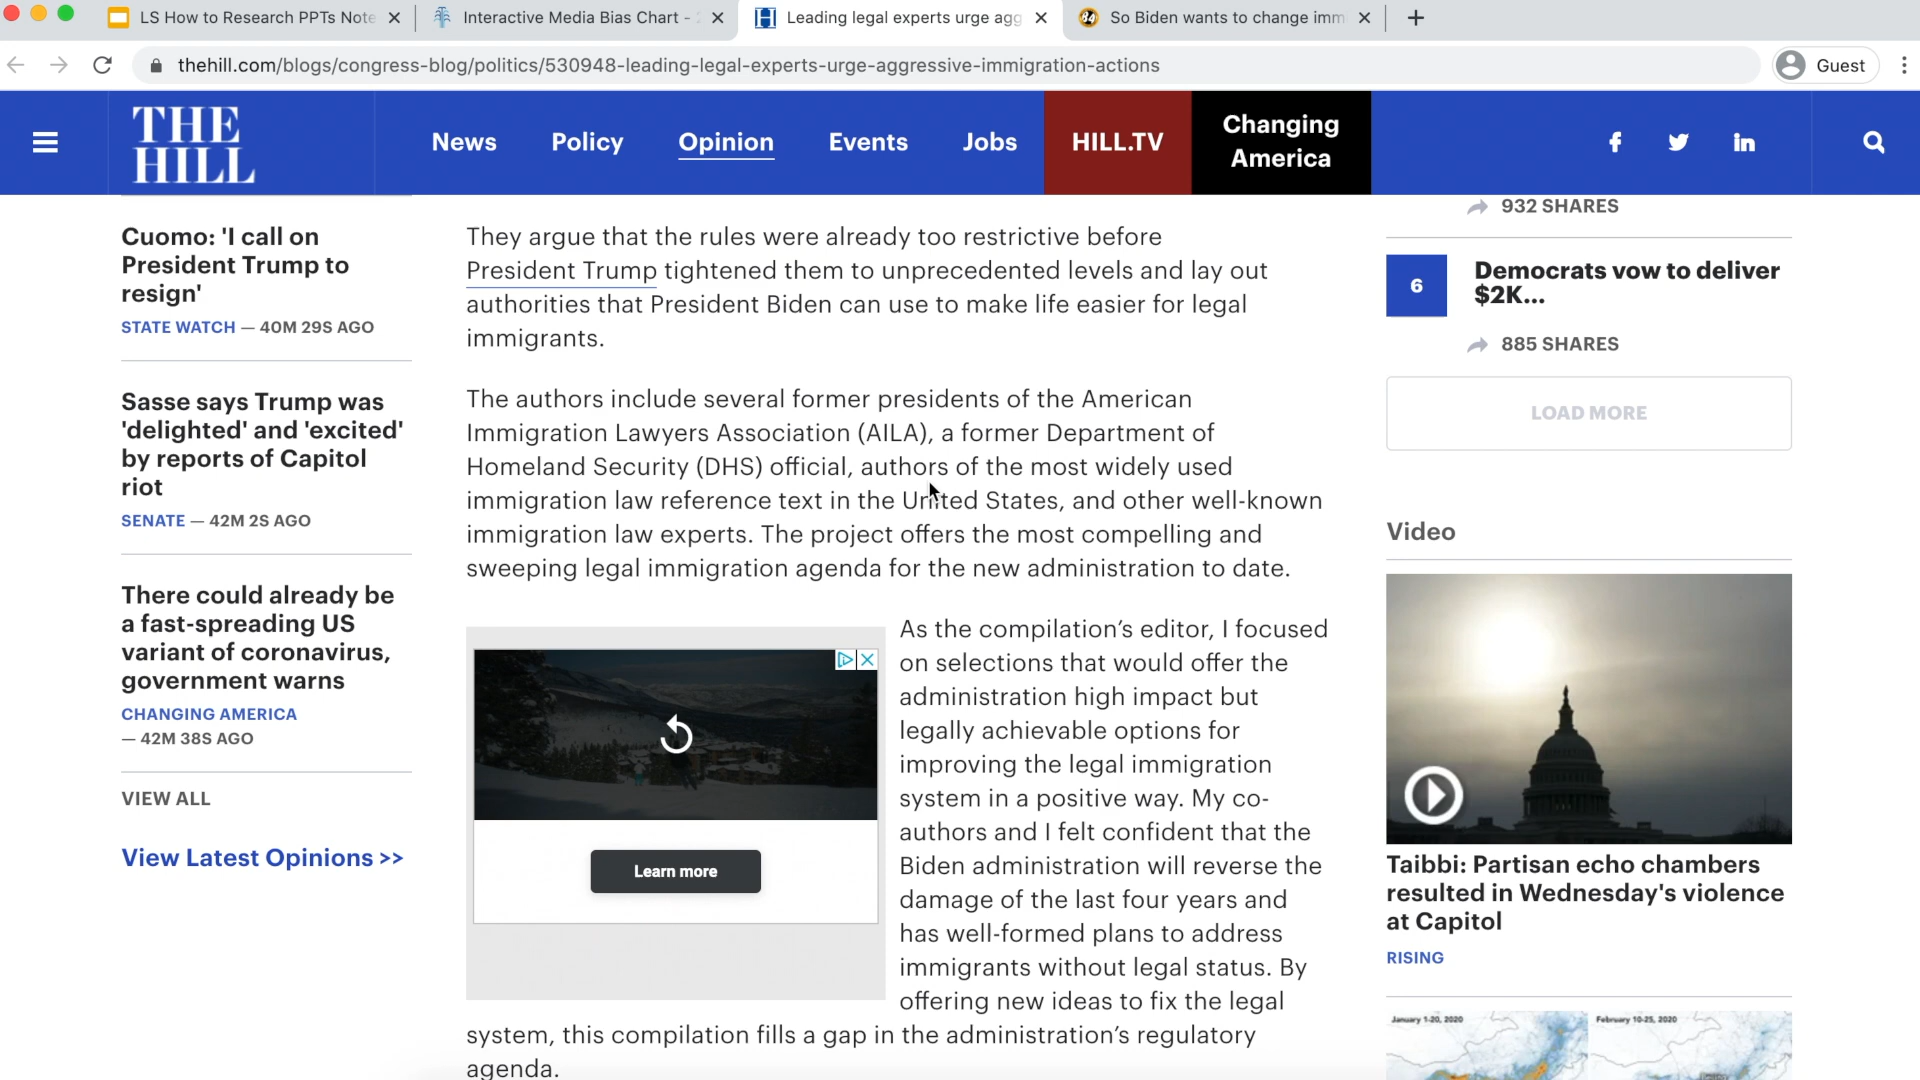 LS How to Research PPTs Note
Interactive Media Bias Chart -
Leading legal experts urge agg
84
So Biden wants to change imm
thehill.com/blogs/congress-blog/politics/530948-leading-legal-experts-urge-aggressive-immigration-actions
Guest
THE
HILL
News
Policy
Opinion
Events
Jobs
HILL.TV
Changing
America
Cuomo: 'I call on
President Trump to
resign'
STATE WATCH — 40M 29S AGO
Sasse says Trump was
'delighted' and 'excited'
by reports of Capitol
riot
SENATE — 42M 2S AGO
There could already be
a fast-spreading US
variant of coronavirus,
government warns
CHANGING AMERICA
— 42M 38S AGO
VIEW ALL
View Latest Opinions >>
They argue that the rules were already too restrictive before
President Trump tightened them to unprecedented levels and lay out
authorities that President Biden can use to make life easier for legal
immigrants.
The authors include several former presidents of the American
Immigration Lawyers Association (AILA), a former Department of
Homeland Security (DHS) official, authors of the most widely used
immigration law reference text in the United States, and other well-known
immigration law experts. The project offers the most compelling and
sweeping legal immigration agenda for the new administration to date.
Learn more
As the compilation’s editor, I focused
on selections that would offer the
administration high impact but
legally achievable options for
improving the legal immigration
system in a positive way. My co-
authors and I felt confident that the
Biden administration will reverse the
damage of the last four years and
has well-formed plans to address
immigrants without legal status. By
offering new ideas to fix the legal
system, this compilation fills a gap in the administration’s regulatory
agenda.
932 SHARES
6
Democrats vow to deliver
$2K...
885 SHARES
LOAD MORE
Video
Taibbi: Partisan echo chambers
resulted in Wednesday's violence
at Capitol
RISING
January 1-20, 2020
February 10-25, 2020